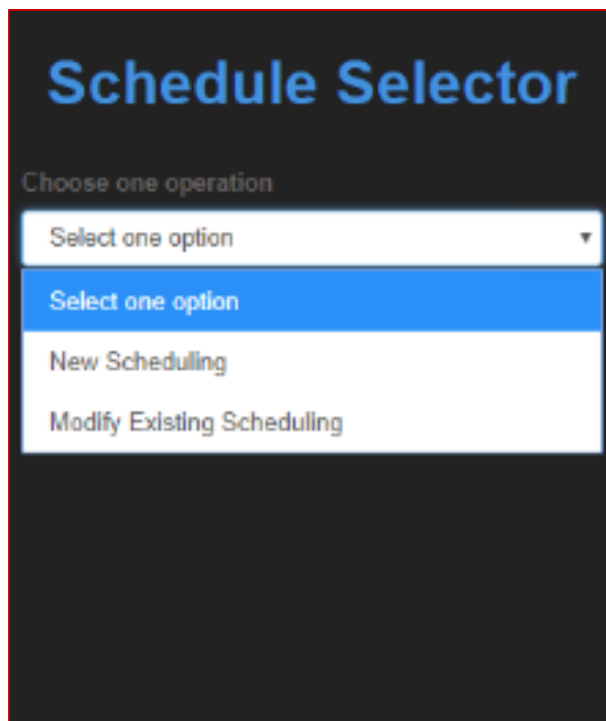 Schedule Selector
Choose one operation
Select one option
Select one option
New Scheduling
Modify Existing Scheduling